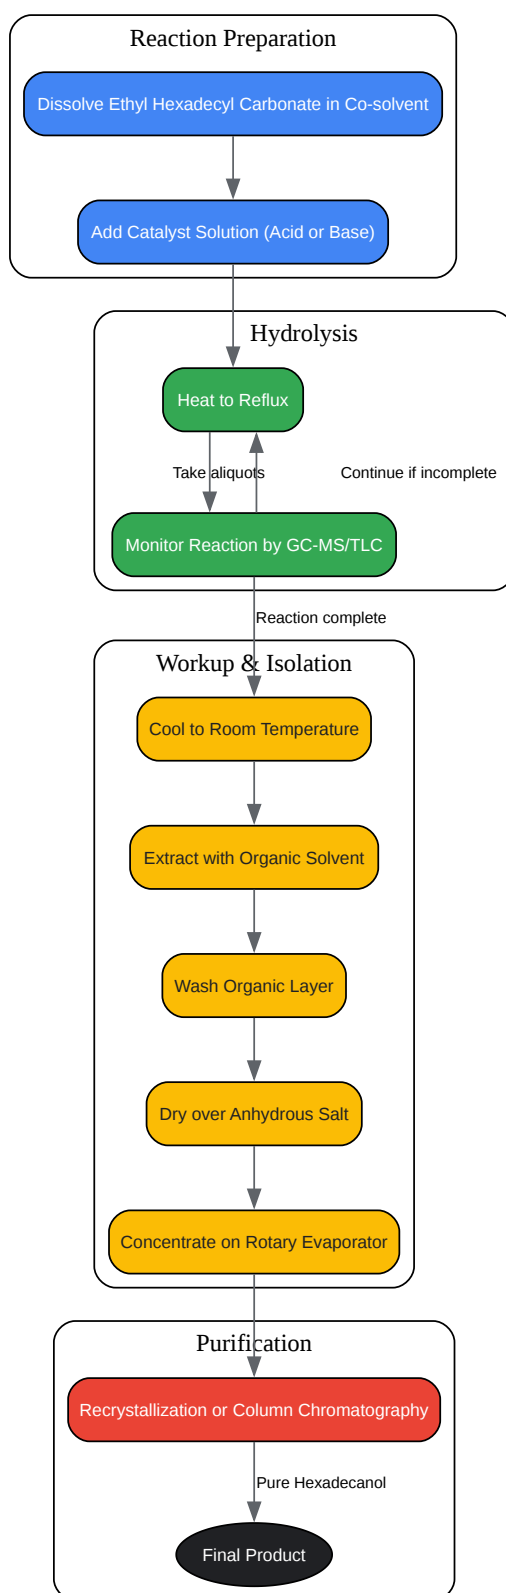 Reaction Preparation
Dissolve Ethyl Hexadecyl Carbonate in Co-solvent
Add Catalyst Solution (Acid or Base)
Hydrolysis
Heat to Reflux
Take aliquots
Continue if incomplete
Monitor Reaction by GC-MS/TLC
Reaction complete
Workup & Isolation
Cool to Room Temperature
Extract with Organic Solvent
Wash Organic Layer
Dry over Anhydrous Salt
Concentrate on Rotary Evaporator
Purification
Recrystallization or Column Chromatography
Pure Hexadecanol
Final Product